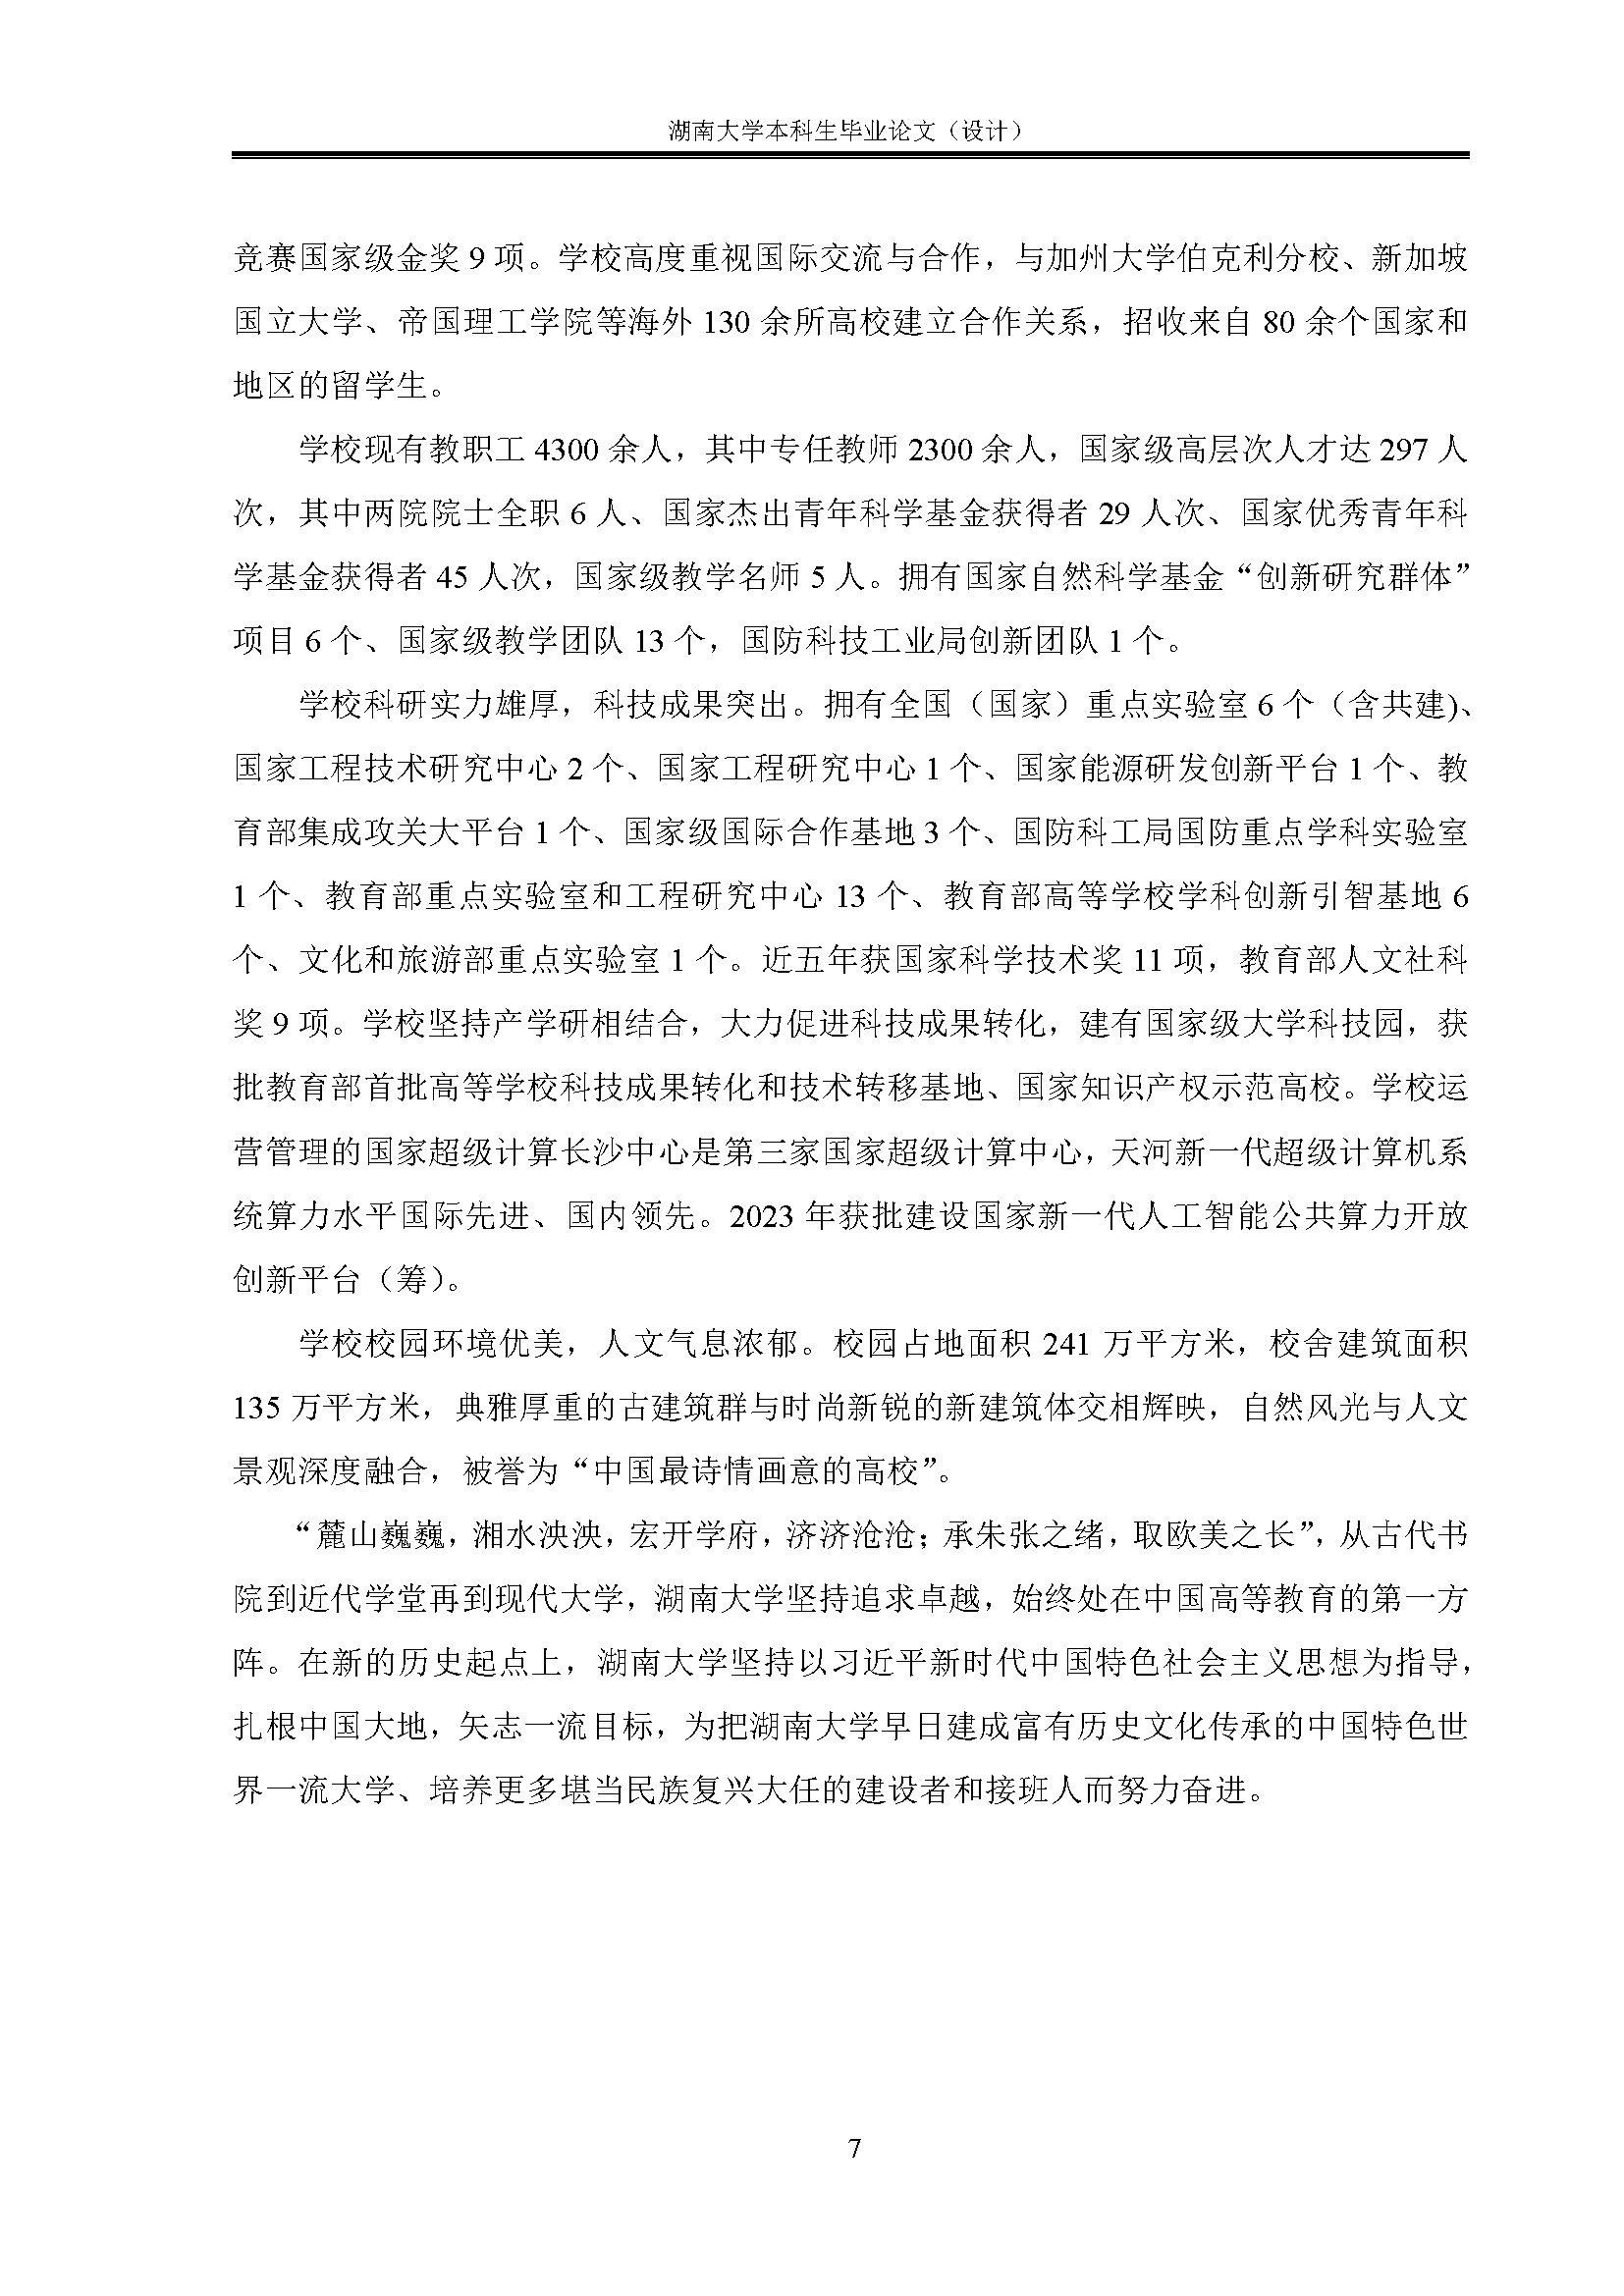 湖南大学本科生毕业论文（设计）
竞赛国家级金奖 9 项。学校高度重视国际交流与合作，与加州大学伯克利分校、新加坡
国立大学、帝国理工学院等海外 130 余所高校建立合作关系，招收来自 80 余个国家和
地区的留学生。
学校现有教职工 4300 余人，其中专任教师 2300 余人，国家级高层次人才达 297 人
次，其中两院院士全职 6 人、国家杰出青年科学基金获得者 29 人次、国家优秀青年科
学基金获得者 45 人次，国家级教学名师 5 人。拥有国家自然科学基金“创新研究群体”
项目 6 个、国家级教学团队 13 个，国防科技工业局创新团队 1 个。
学校科研实力雄厚，科技成果突出。拥有全国（国家）重点实验室 6 个（含共建)、
国家工程技术研究中心 2 个、国家工程研究中心 1 个、国家能源研发创新平台 1 个、教
育部集成攻关大平台 1 个、国家级国际合作基地 3 个、国防科工局国防重点学科实验室
1 个、教育部重点实验室和工程研究中心 13 个、教育部高等学校学科创新引智基地 6
个、文化和旅游部重点实验室 1 个。近五年获国家科学技术奖 11 项，教育部人文社科
奖 9 项。学校坚持产学研相结合，大力促进科技成果转化，建有国家级大学科技园，获
批教育部首批高等学校科技成果转化和技术转移基地、国家知识产权示范高校。学校运
营管理的国家超级计算长沙中心是第三家国家超级计算中心，天河新一代超级计算机系
统算力水平国际先进、国内领先。2023 年获批建设国家新一代人工智能公共算力开放
创新平台（筹）。
学校校园环境优美，人文气息浓郁。校园占地面积 241 万平方米，校舍建筑面积
135 万平方米，典雅厚重的古建筑群与时尚新锐的新建筑体交相辉映，自然风光与人文
景观深度融合，被誉为“中国最诗情画意的高校”。
“麓山巍巍，湘水泱泱，宏开学府，济济沧沧；承朱张之绪，取欧美之长”，从古代书
院到近代学堂再到现代大学，湖南大学坚持追求卓越，始终处在中国高等教育的第一方
阵。在新的历史起点上，湖南大学坚持以习近平新时代中国特色社会主义思想为指导，
扎根中国大地，矢志一流目标，为把湖南大学早日建成富有历史文化传承的中国特色世
界一流大学、培养更多堪当民族复兴大任的建设者和接班人而努力奋进。
7